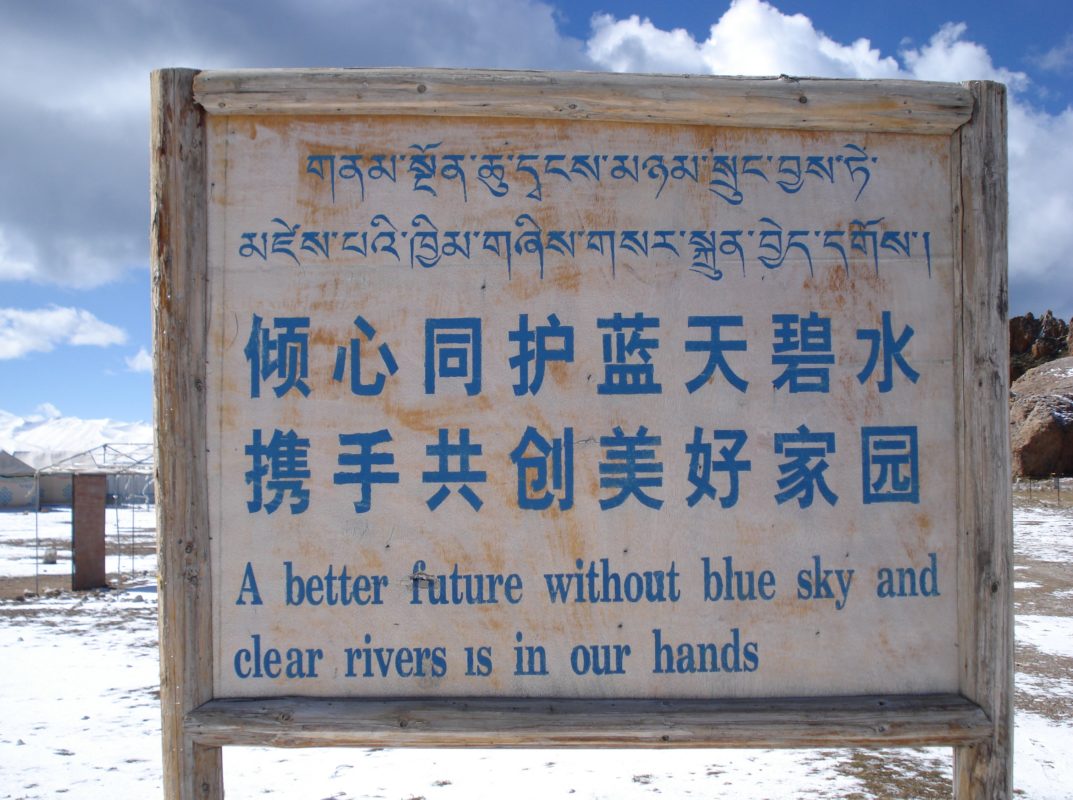 གནམ་སྔོན་ཆུ་དྭངས་མཉམ་སྲུང་བྱས་ཏེ་
མཛེས་པའི་ཁྱིམ་གཞིས་གསར་སྐྲུན་བྱེད་དགོས།
倾心同护蓝天碧水
携手共创美好家园
A better future without blue sky and
clear rivers is in our hands